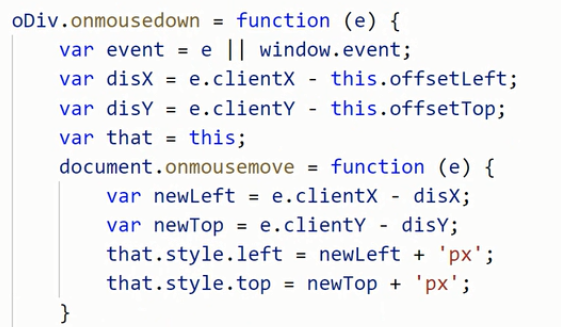 oDiv.onmousedown = function (e) {
    var event = e || window.event;
    var disX = e.clientX - this.offsetLeft;
    var disY = e.clientY - this.offsetTop;
    var that = this;
    document.onmousemove = function (e) {
        var newLeft = e.clientX - disX;
        var newTop = e.clientY - disY;
        that.style.left = newLeft + 'px';
        that.style.top = newTop + 'px';
    }